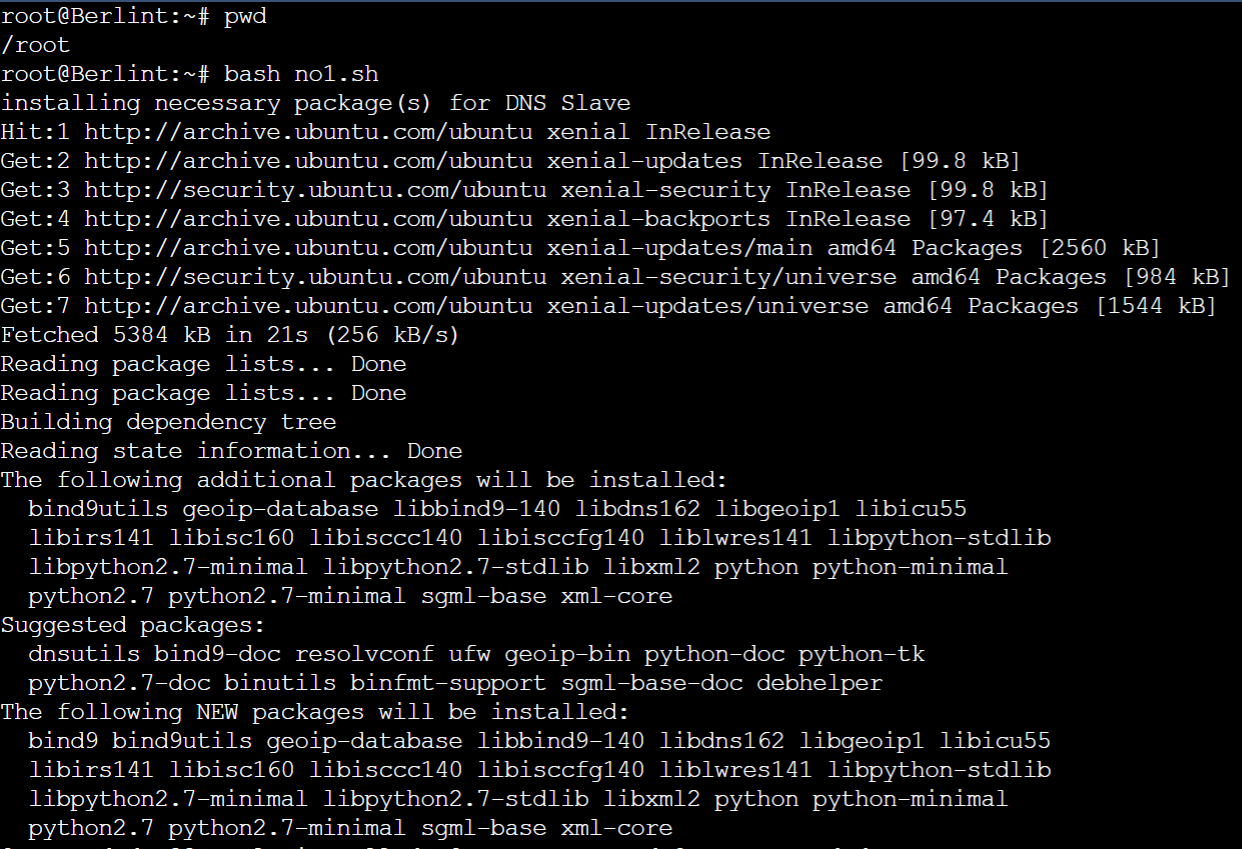 root@Berlint:~# pwd
/root
root@Berlint:~# bash no1.sh
installing necessary package(s) for DNS Slave
Hit:1 http://archive.ubuntu.com/ubuntu xenial InRelease
Get:2 http://archive.ubuntu.com/ubuntu xenial-updates InRelease [99.8 kB]
Get:3 http://security.ubuntu.com/ubuntu xenial-security InRelease [99.8 kB]
Get:4 http://archive.ubuntu.com/ubuntu xenial-backports InRelease [97.4 kB]
Get:5 http://archive.ubuntu.com/ubuntu xenial-updates/main amd64 Packages [2560 kB]
Get:6 http://security.ubuntu.com/ubuntu xenial-security/universe amd64 Packages [984 kB]
Get:7 http://archive.ubuntu.com/ubuntu xenial-updates/universe amd64 Packages [1544 kB]
Fetched 5384 kB in 21s (256 kB/s)
Reading package lists... Done
Reading package lists... Done
Building dependency tree
Reading state information... Done
The following additional packages will be installed:
  bind9utils geoip-database libbind9-140 libdns162 libgeoip1 libicu55
  libirs141 libisc160 libisccc140 libisccfg140 liblwres141 libpython-stdlib
  libpython2.7-minimal libpython2.7-stdlib libxml2 python python-minimal
  python2.7 python2.7-minimal sgml-base xml-core
Suggested packages:
  dnsutils bind9-doc resolvconf ufw geoip-bin python-doc python-tk
  python2.7-doc binutils binfmt-support sgml-base-doc debhelper
The following NEW packages will be installed:
  bind9 bind9utils geoip-database libbind9-140 libdns162 libgeoip1 libicu55
  libirs141 libisc160 libisccc140 libisccfg140 liblwres141 libpython-stdlib
  libpython2.7-minimal libpython2.7-stdlib libxml2 python python-minimal
  python2.7 python2.7-minimal sgml-base xml-core